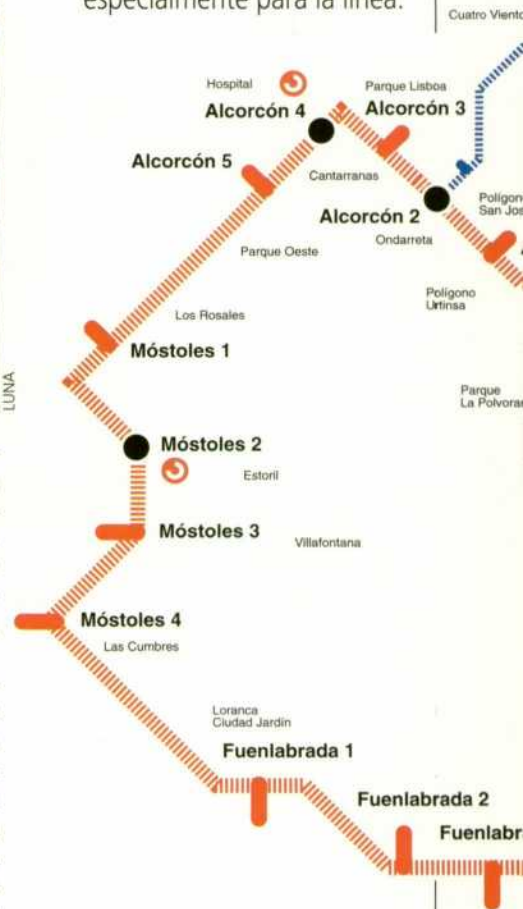 especialmente para la línea.
Cuatro
Hospital
Parque Lisboa
Alcorcón 4
Alcorcón 3
Alcorcón 5
Cantarranas
Alcorcón 2
Ondarreta
Parque Oeste
Polígono
Urtinsa
Los Rosales
Móstoles 1
LUNA
Parque
Móstoles 2
Estoril
Móstoles 3
Villafontana
Móstoles 4
Las Cumbres
Loranca
Ciudad Jardín
Fuenlabrada 1
Fuenlabrada 2